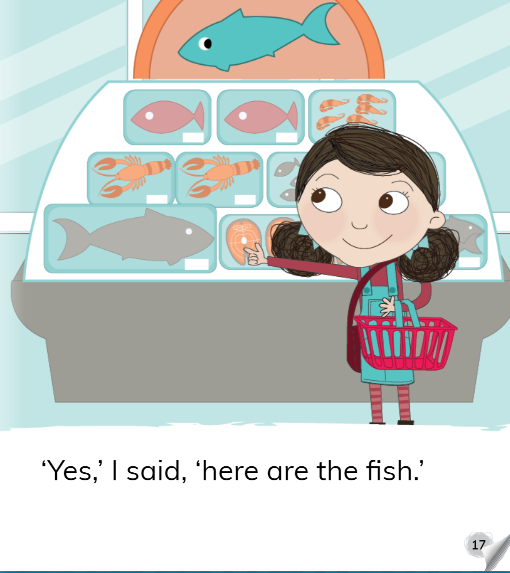 ‘Yes,’ I said, ‘here are the fish.’
17